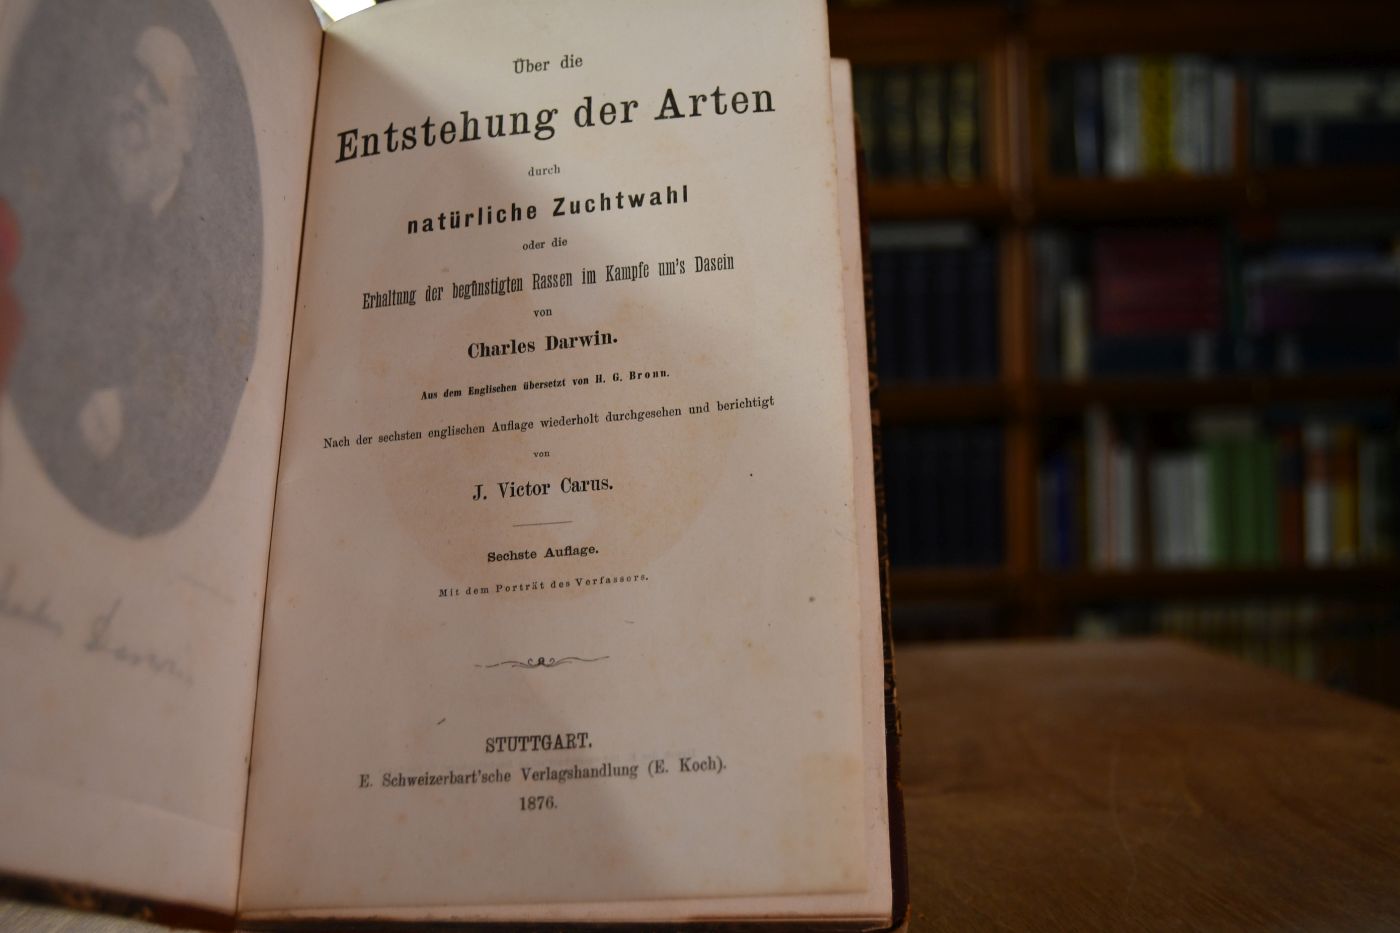 Über die
Entstehung der Arten
durch
natürliche Zuchtwahl
oder die
Erhaltung der begünstigten Rassen im Kampfe um's Dasein
von
Charles Darwin.
Aus dem Englischen übersetzt von H. G. Bronn.
Nach der sechsten englischen Auflage wiederholt durchgesehen und berichtigt
von
J. Victor Carus.
Sechste Auflage.
Mit dem Porträt des Verfassers.
STUTTGART.
E. Schweizerbart'sche Verlagshandlung (E. Koch).
1876.